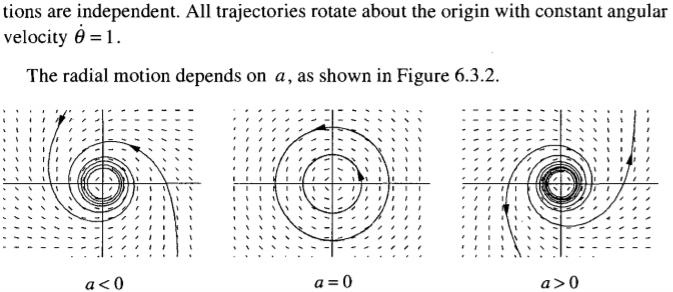 tions are independent. All trajectories rotate about the origin with constant angular
velocity θ̇ = 1.
The radial motion depends on a, as shown in Figure 6.3.2.
a < 0
a = 0
a > 0